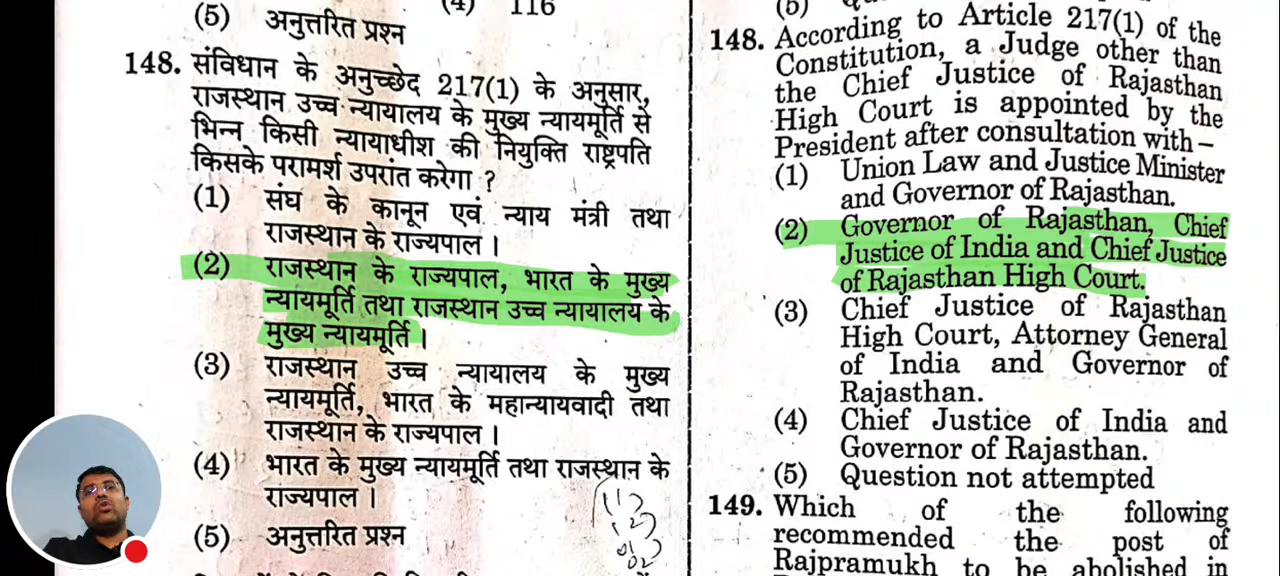 (4) 116
(5) अनुत्तरित प्रश्न
148. संविधान के अनुच्छेद 217(1) के अनुसार,
राजस्थान उच्च न्यायालय के मुख्य न्यायमूर्ति से
भिन्न किसी न्यायाधीश की नियुक्ति राष्ट्रपति
किसके परामर्श उपरांत करेगा ?
(1) संघ के कानून एवं न्याय मंत्री तथा
राजस्थान के राज्यपाल ।
(2) राजस्थान के राज्यपाल, भारत के मुख्य
न्यायमूर्ति तथा राजस्थान उच्च न्यायालय के
मुख्य न्यायमूर्ति ।
(3) राजस्थान उच्च न्यायालय के मुख्य
न्यायमूर्ति, भारत के महान्यायवादी तथा
राजस्थान के राज्यपाल ।
(4) भारत के मुख्य न्यायमूर्ति तथा राजस्थान के
राज्यपाल ।
(5) अनुत्तरित प्रश्न
148. According to Article 217(1) of the
Constitution, a Judge other than
the Chief Justice of Rajasthan
High Court is appointed by the
President after consultation with –
(1) Union Law and Justice Minister
and Governor of Rajasthan.
(2) Governor of Rajasthan, Chief
Justice of India and Chief Justice
of Rajasthan High Court.
(3) Chief Justice of Rajasthan
High Court, Attorney General
of India and Governor of
Rajasthan.
(4) Chief Justice of India and
Governor of Rajasthan.
(5) Question not attempted
149. Which of the following
recommended the post of
Rajpramukh to be abolished in